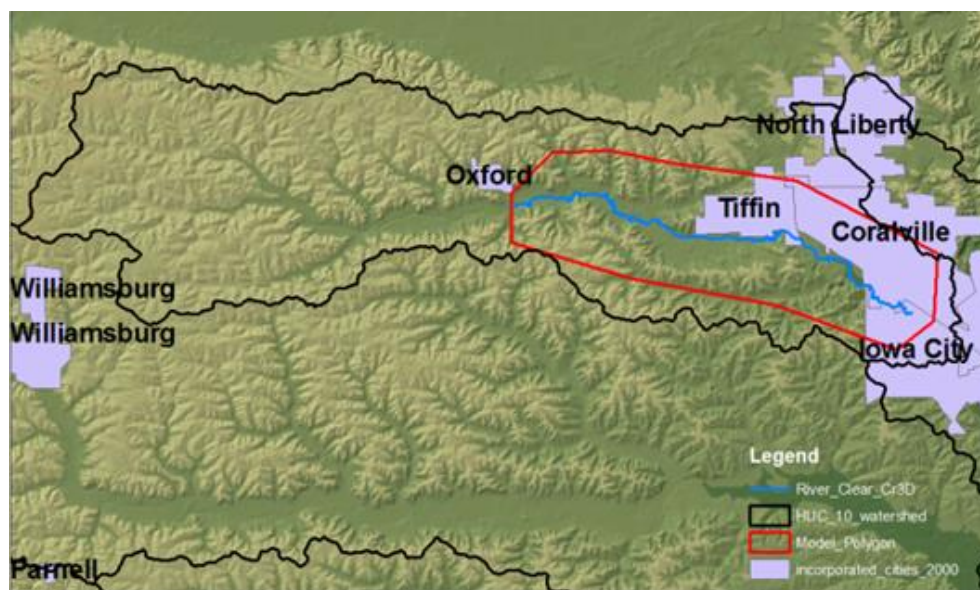 North Liberty
Oxford
Tiffin
Coralville
Williamsburg
Williamsburg
Iowa City
Legend
River_Clear_Cr3D
HUC_10_watershed
Model_Polygon
incorporated_cities_2000
Parnell